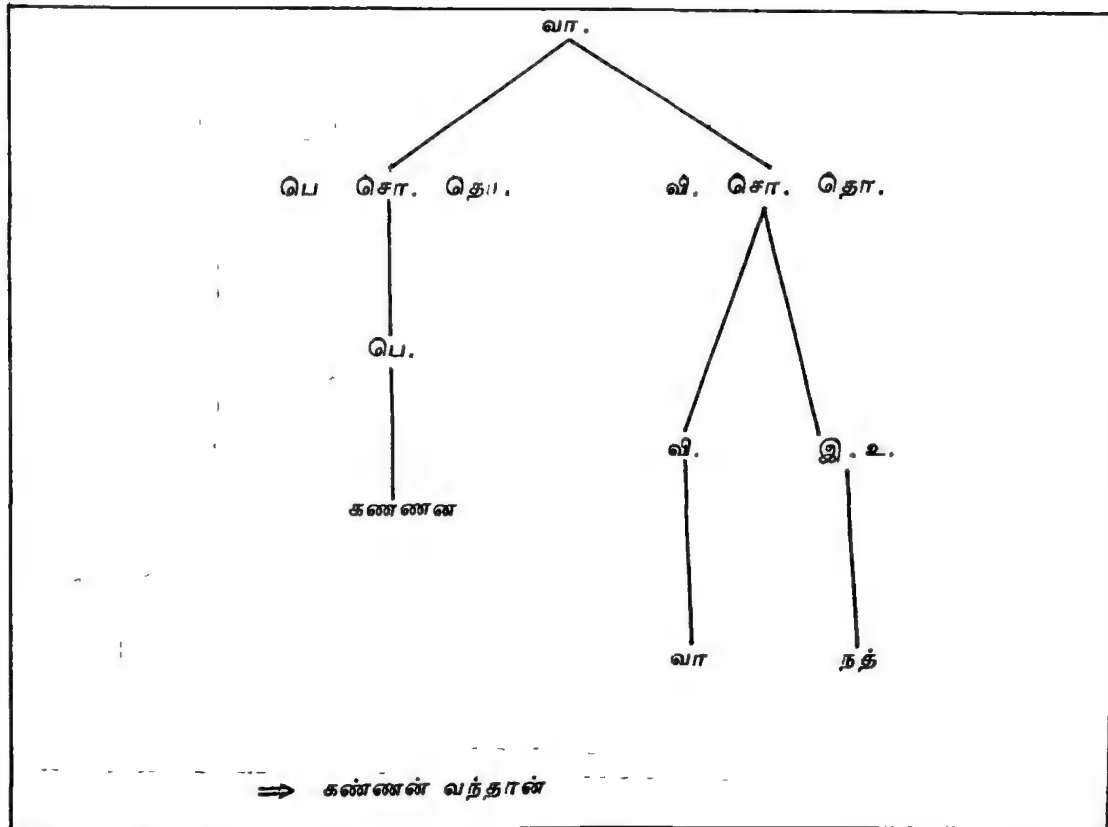 வா.
பெ சொ. தொ. வி. சொ. தொ.
பெ.
வி. இ. உ.
கண்ணன
வா நத்
⇒ கண்ணன் வந்தான்